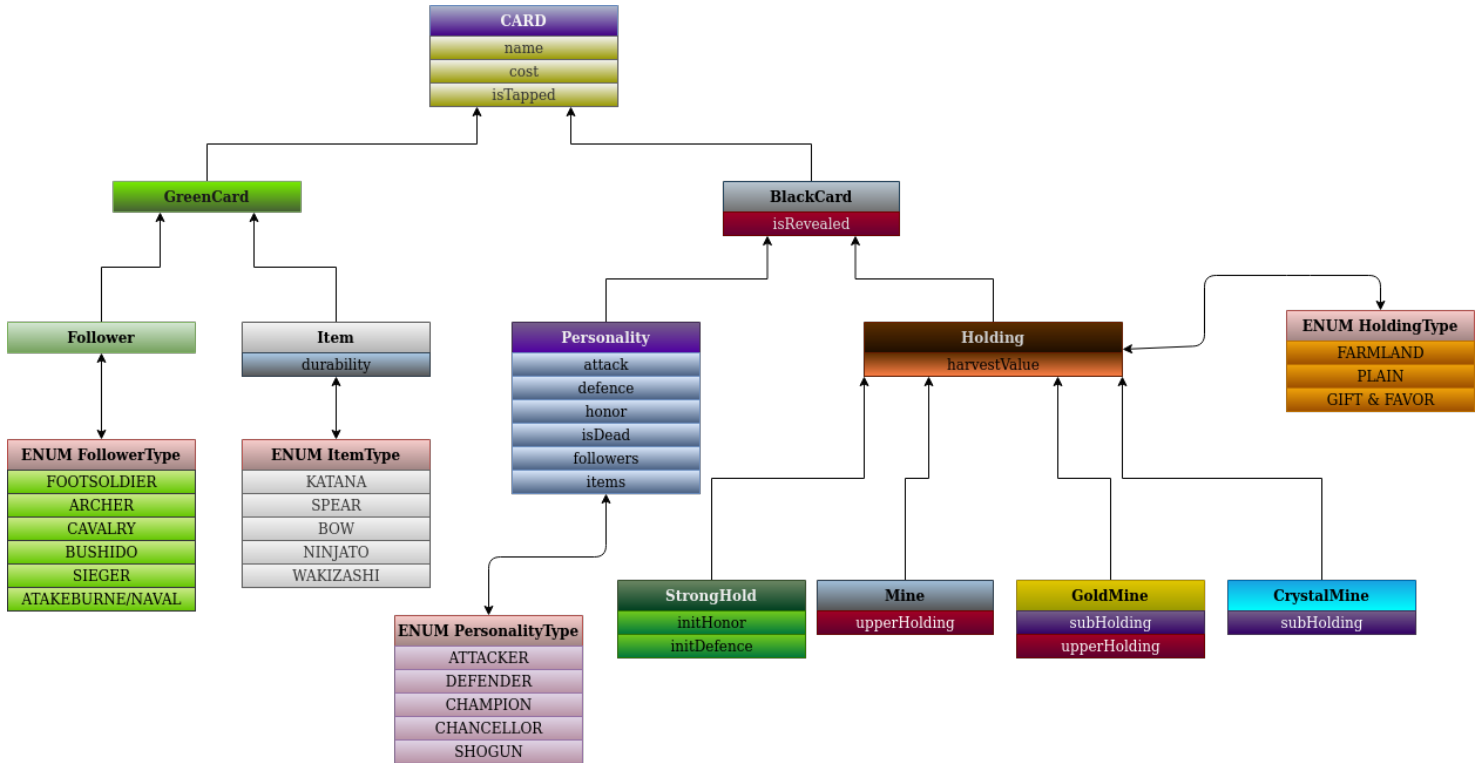 CARD
name
cost
isTapped
GreenCard
BlackCard
isRevealed
Follower
Item
durability
Personality
attack
defence
honor
isDead
followers
items
Holding
harvestValue
ENUM HoldingType
FARMLAND
PLAIN
GIFT & FAVOR
ENUM FollowerType
FOOTSOLDIER
ARCHER
CAVALRY
BUSHIDO
SIEGER
ATAKEBURNE/NAVAL
ENUM ItemType
KATANA
SPEAR
BOW
NINJATO
WAKIZASHI
ENUM PersonalityType
ATTACKER
DEFENDER
CHAMPION
CHANCELLOR
SHOGUN
StrongHold
initHonor
initDefence
Mine
upperHolding
GoldMine
subHolding
upperHolding
CrystalMine
subHolding